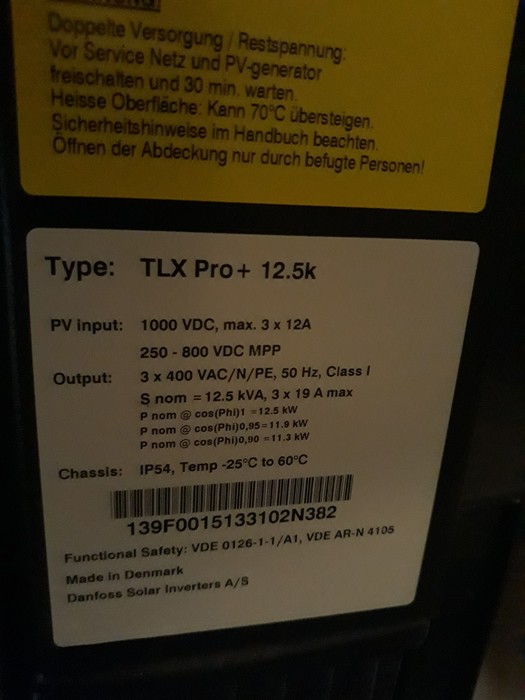 Doppelte Versorgung / Restspannung:
Vor Service Netz und PV-generator
freischalten und 30 min. warten.
Heisse Oberfläche: Kann 70°C übersteigen.
Sicherheitshinweise im Handbuch beachten.
Öffnen der Abdeckung nur durch befugte Personen!
Type: TLX Pro+ 12.5k
PV input: 1000 VDC, max. 3 x 12A
250 - 800 VDC MPP
Output: 3 x 400 VAC/N/PE, 50 Hz, Class I
S nom = 12.5 kVA, 3 x 19 A max
P nom @ cos(Phi)1 =12.5 kW
P nom @ cos(Phi)0,95=11.9 kW
P nom @ cos(Phi)0,90 =11.3 kW
Chassis: IP54, Temp -25°C to 60°C
139F0015133102N382
Functional Safety: VDE 0126-1-1/A1, VDE AR-N 4105
Made in Denmark
Danfoss Solar Inverters A/S